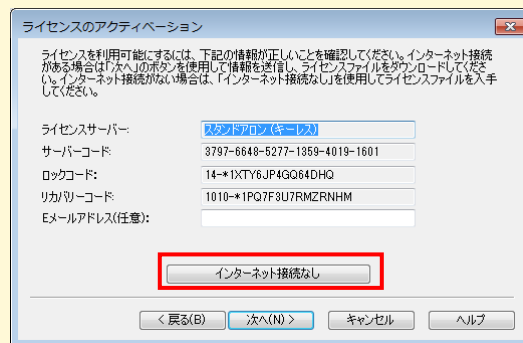 ライセンスのアクティベーション
ライセンスを利用可能にするには、下記の情報が正しいことを確認してください。インターネット接続
がある場合は「次へ」のボタンを使用して情報を送信し、ライセンスファイルをダウンロードしてくださ
い。インターネット接続がない場合は、「インターネット接続なし」を使用してライセンスファイルを入手
してください。
ライセンスサーバー: スタンドアロン (キーレス)
サーバーコード: 3797-6648-5277-1359-4019-1601
ロックコード: 14-*1XTY6JP4GQ64DHQ
リカバリーコード: 1010-*1PQ7F3U7RMZRNHM
Eメールアドレス(任意):
インターネット接続なし
< 戻る(B) 次へ(N) > キャンセル ヘルプ